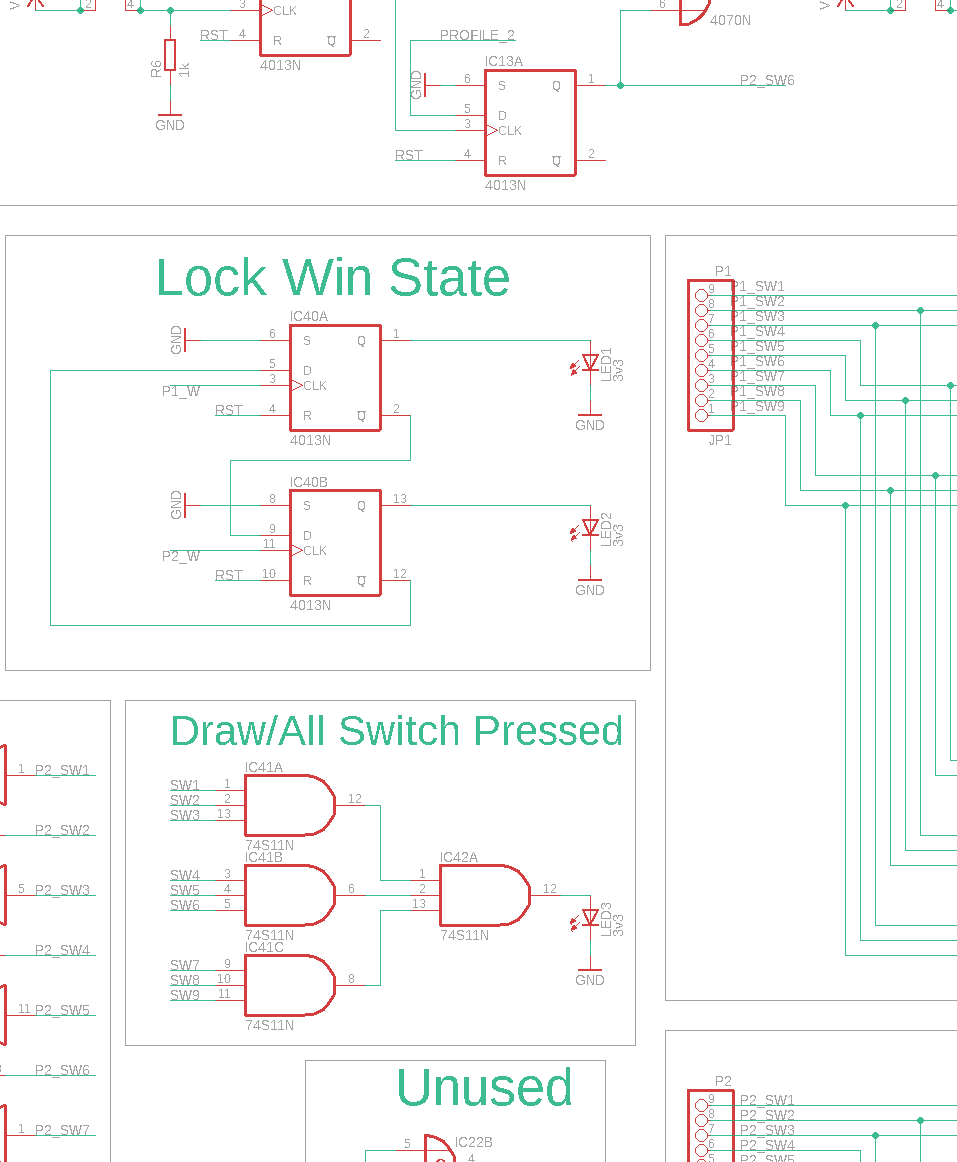 V
2
4
3
CLK
RST
4
R
Q
2
4013N
R6
1k
GND
6
4070N
V
2
4
PROFILE_2
IC13A
GND
6
S
Q
1
P2_SW6
5
D
3
CLK
RST
4
R
Q
2
4013N
Lock Win State
IC40A
GND
6
S
Q
1
5
D
P1_W
3
CLK
RST
4
R
Q
2
4013N
LED1
3v3
GND
IC40B
GND
8
S
Q
13
9
D
P2_W
11
CLK
RST
10
R
Q
12
4013N
LED2
3v3
GND
P1
9 P1_SW1
8 P1_SW2
7 P1_SW3
6 P1_SW4
5 P1_SW5
4 P1_SW6
3 P1_SW7
2 P1_SW8
1 P1_SW9
JP1
Draw/All Switch Pressed
IC41A
SW1 1
SW2 2
SW3 13
12
74S11N
IC41B
SW4 3
SW5 4
SW6 5
6
74S11N
IC41C
SW7 9
SW8 10
SW9 11
8
74S11N
IC42A
1
2
13
12
74S11N
LED3
3v3
GND
1 P2_SW1
P2_SW2
5 P2_SW3
P2_SW4
11 P2_SW5
P2_SW6
1 P2_SW7
Unused
5
IC22B
4
P2
9 P2_SW1
8 P2_SW2
7 P2_SW3
6 P2_SW4
5 P2_SW5